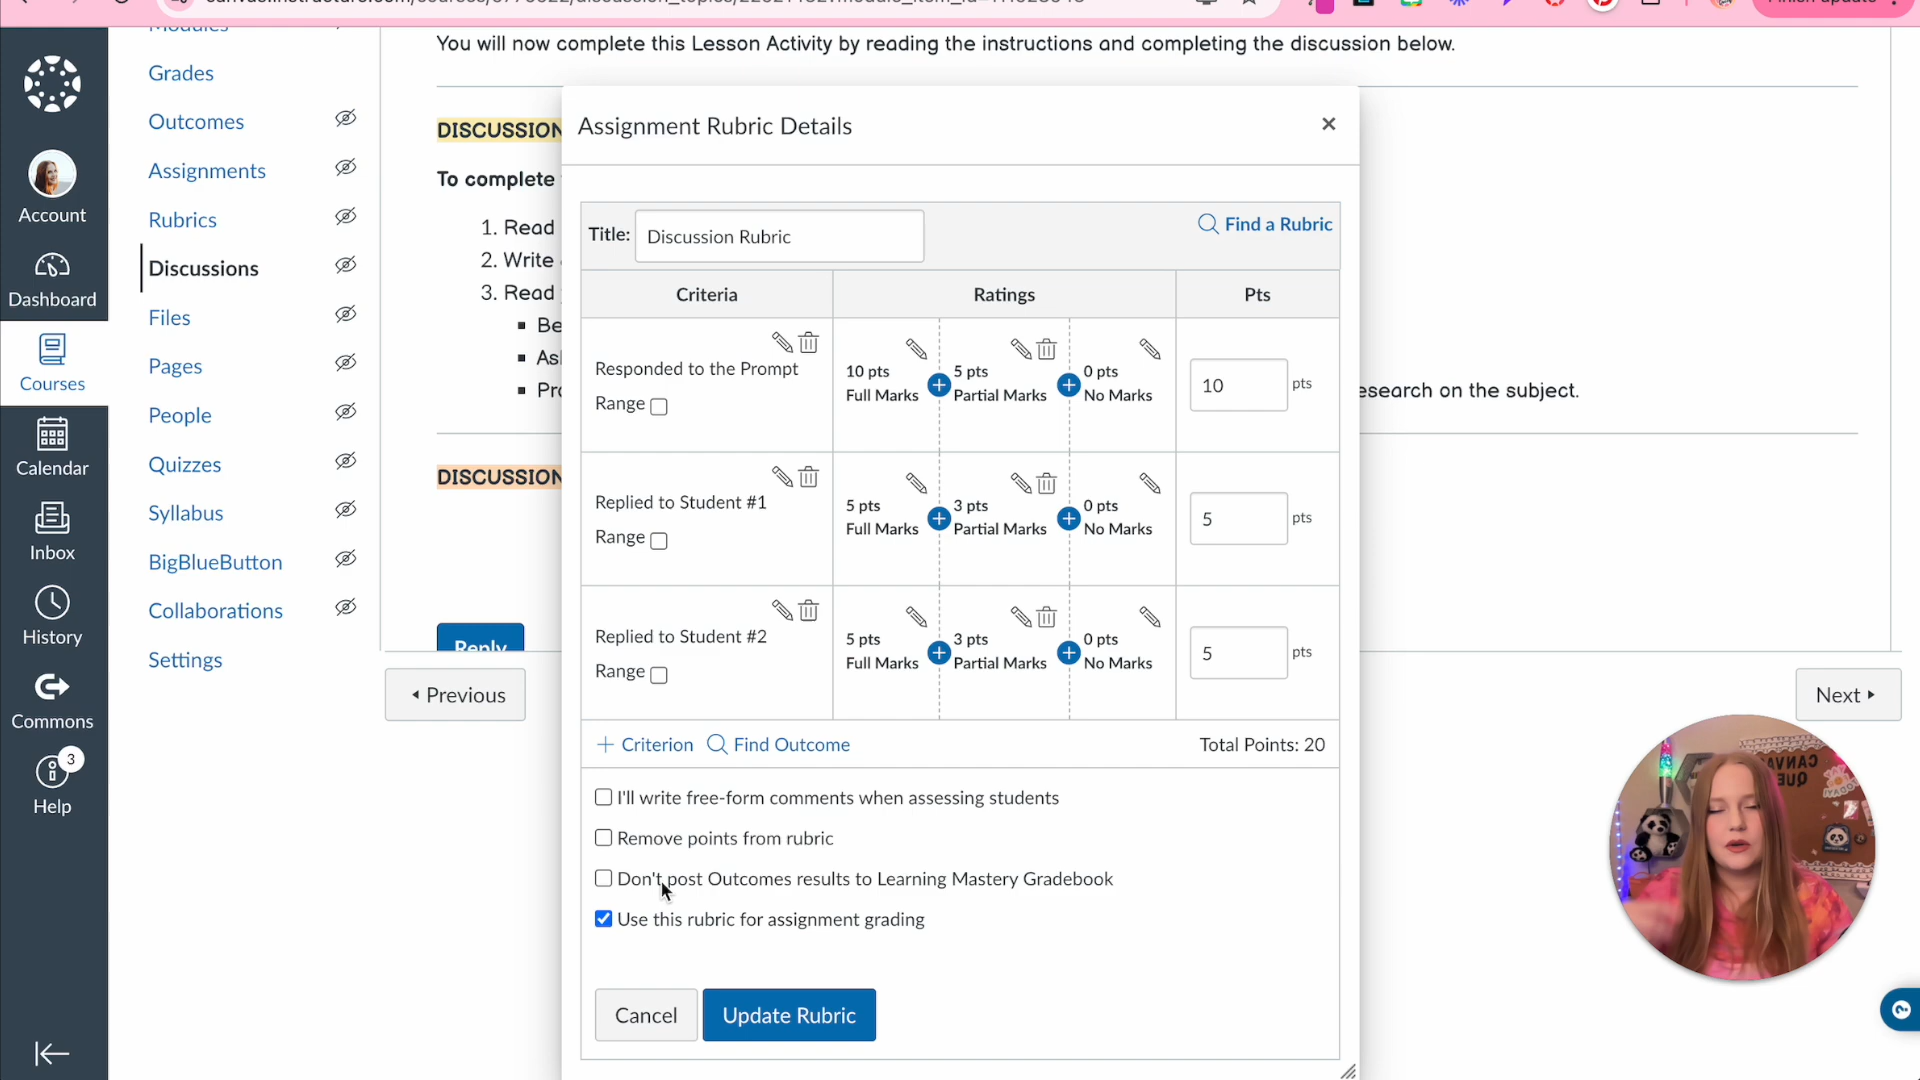 You will now complete this Lesson Activity by reading the instructions and completing the discussion below.
Grades
Outcomes
Assignments
Rubrics
Discussions
Files
Pages
People
Quizzes
Syllabus
BigBlueButton
Collaborations
Settings
Account
Dashboard
Courses
Calendar
Inbox
History
Commons
3
Help
DISCUSSION
To complete
1. Read
2. Write
3. Read
esearch on the subject.
DISCUSSION
Reply
Previous
Next
Assignment Rubric Details
Title: Discussion Rubric
Find a Rubric
Criteria Ratings Pts
Responded to the Prompt
Range
10 pts
Full Marks
5 pts
Partial Marks
0 pts
No Marks
10 pts
Replied to Student #1
Range
5 pts
Full Marks
3 pts
Partial Marks
0 pts
No Marks
5 pts
Replied to Student #2
Range
5 pts
Full Marks
3 pts
Partial Marks
0 pts
No Marks
5 pts
+ Criterion Find Outcome Total Points: 20
I'll write free-form comments when assessing students
Remove points from rubric
Don't post Outcomes results to Learning Mastery Gradebook
Use this rubric for assignment grading
Cancel Update Rubric